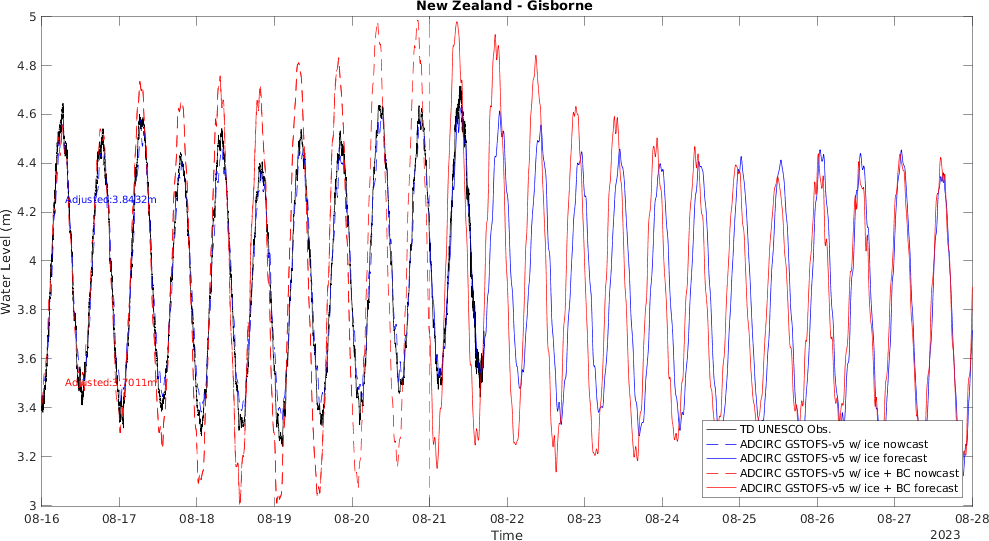 New Zealand - Gisborne
Water Level (m)
5
4.8
4.6
4.4
4.2
4
3.8
3.6
3.4
3.2
3
Adjusted:3.8432m
Adjusted:3.7011m
TD UNESCO Obs.
ADCIRC GSTOFS-v5 w/ ice nowcast
ADCIRC GSTOFS-v5 w/ ice forecast
ADCIRC GSTOFS-v5 w/ ice + BC nowcast
ADCIRC GSTOFS-v5 w/ ice + BC forecast
08-16 08-17 08-18 08-19 08-20 08-21 08-22 08-23 08-24 08-25 08-26 08-27 08-28
Time
2023